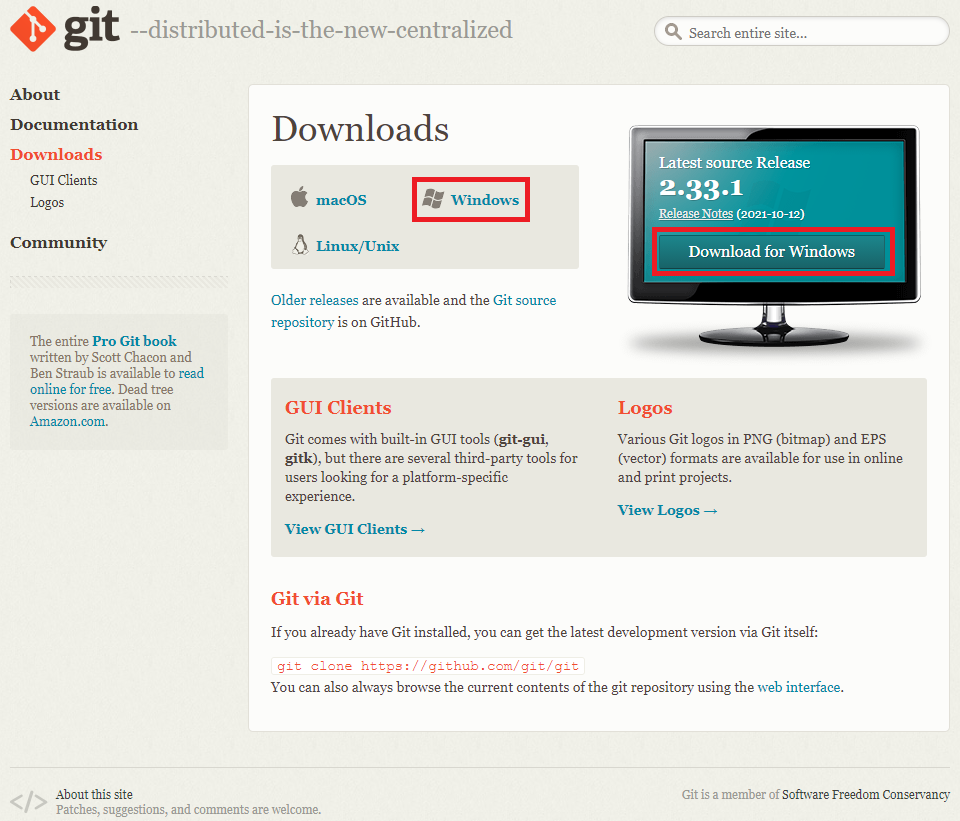 git --distributed-is-the-new-centralized
Search entire site...
About
Documentation
Downloads
GUI Clients
Logos
Community
The entire Pro Git book
written by Scott Chacon and
Ben Straub is available to read
online for free. Dead tree
versions are available on
Amazon.com.
Downloads
macOS
Windows
Linux/Unix
Older releases are available and the Git source
repository is on GitHub.
Latest source Release
2.33.1
Release Notes (2021-10-12)
Download for Windows
GUI Clients
Git comes with built-in GUI tools (git-gui,
gitk), but there are several third-party tools for
users looking for a platform-specific
experience.
View GUI Clients →
Logos
Various Git logos in PNG (bitmap) and EPS
(vector) formats are available for use in online
and print projects.
View Logos →
Git via Git
If you already have Git installed, you can get the latest development version via Git itself:
git clone https://github.com/git/git
You can also always browse the current contents of the git repository using the web interface.
</> About this site
Patches, suggestions, and comments are welcome.
Git is a member of Software Freedom Conservancy